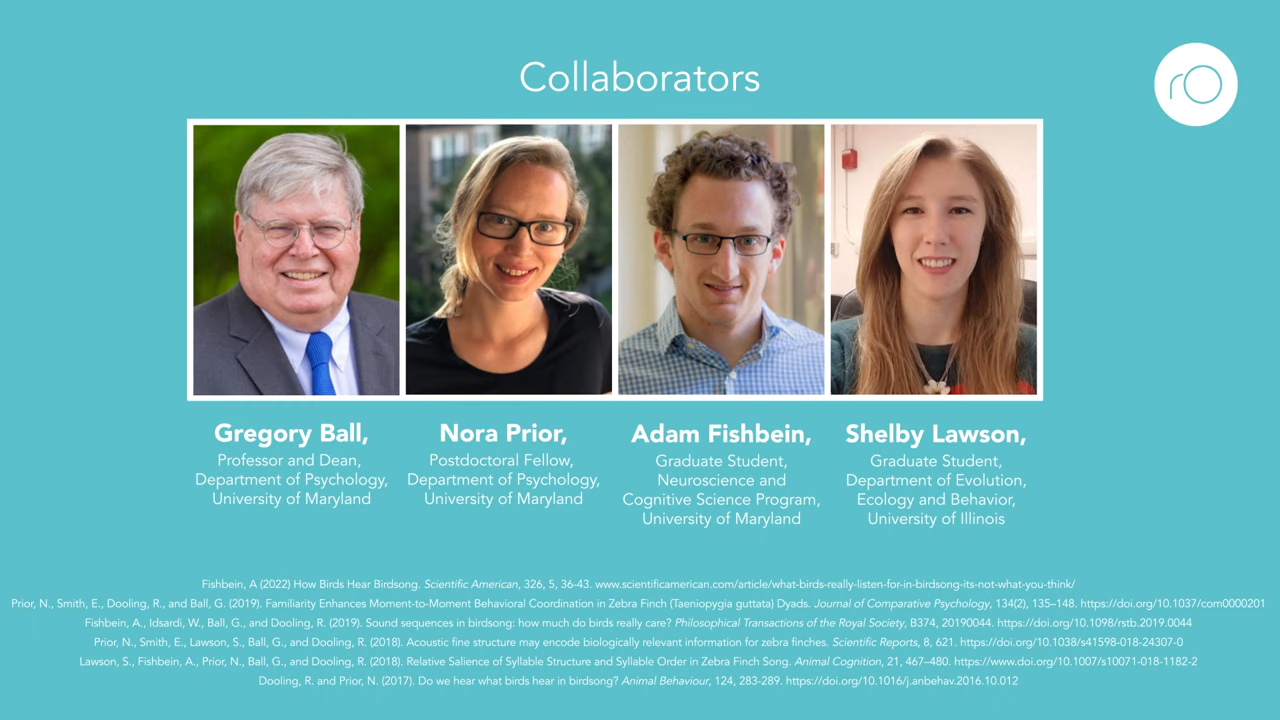 Collaborators
rO
Gregory Ball,
Professor and Dean,
Department of Psychology,
University of Maryland
Nora Prior,
Postdoctoral Fellow,
Department of Psychology,
University of Maryland
Adam Fishbein,
Graduate Student,
Neuroscience and
Cognitive Science Program,
University of Maryland
Shelby Lawson,
Graduate Student,
Department of Evolution,
Ecology and Behavior,
University of Illinois
Fishbein, A (2022) How Birds Hear Birdsong. Scientific American, 326, 5, 36-43. www.scientificamerican.com/article/what-birds-really-listen-for-in-birdsong-its-not-what-you-think/
Prior, N., Smith, E., Dooling, R., and Ball, G. (2019). Familiarity Enhances Moment-to-Moment Behavioral Coordination in Zebra Finch (Taeniopygia guttata) Dyads. Journal of Comparative Psychology, 134(2), 135–148. https://doi.org/10.1037/com0000201
Fishbein, A., Idsardi, W., Ball, G., and Dooling, R. (2019). Sound sequences in birdsong: how much do birds really care? Philosophical Transactions of the Royal Society, B374, 20190044. https://doi.org/10.1098/rstb.2019.0044
Prior, N., Smith, E., Lawson, S., Ball, G., and Dooling, R. (2018). Acoustic fine structure may encode biologically relevant information for zebra finches. Scientific Reports, 8, 621. https://doi.org/10.1038/s41598-018-24307-0
Lawson, S., Fishbein, A., Prior, N., Ball, G., and Dooling, R. (2018). Relative Salience of Syllable Structure and Syllable Order in Zebra Finch Song. Animal Cognition, 21, 467–480. https://www.doi.org/10.1007/s10071-018-1182-2
Dooling, R. and Prior, N. (2017). Do we hear what birds hear in birdsong? Animal Behaviour, 124, 283-289. https://doi.org/10.1016/j.anbehav.2016.10.012